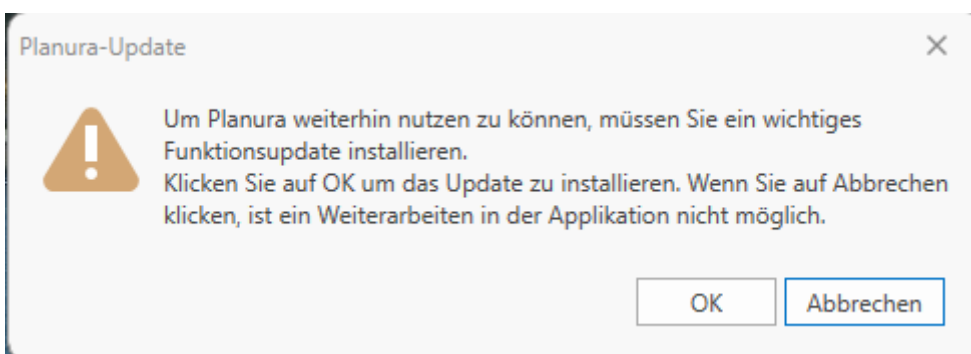 Planura-Update
Um Planura weiterhin nutzen zu können, müssen Sie ein wichtiges
Funktionsupdate installieren.
Klicken Sie auf OK um das Update zu installieren. Wenn Sie auf Abbrechen
klicken, ist ein Weiterarbeiten in der Applikation nicht möglich.
OK
Abbrechen